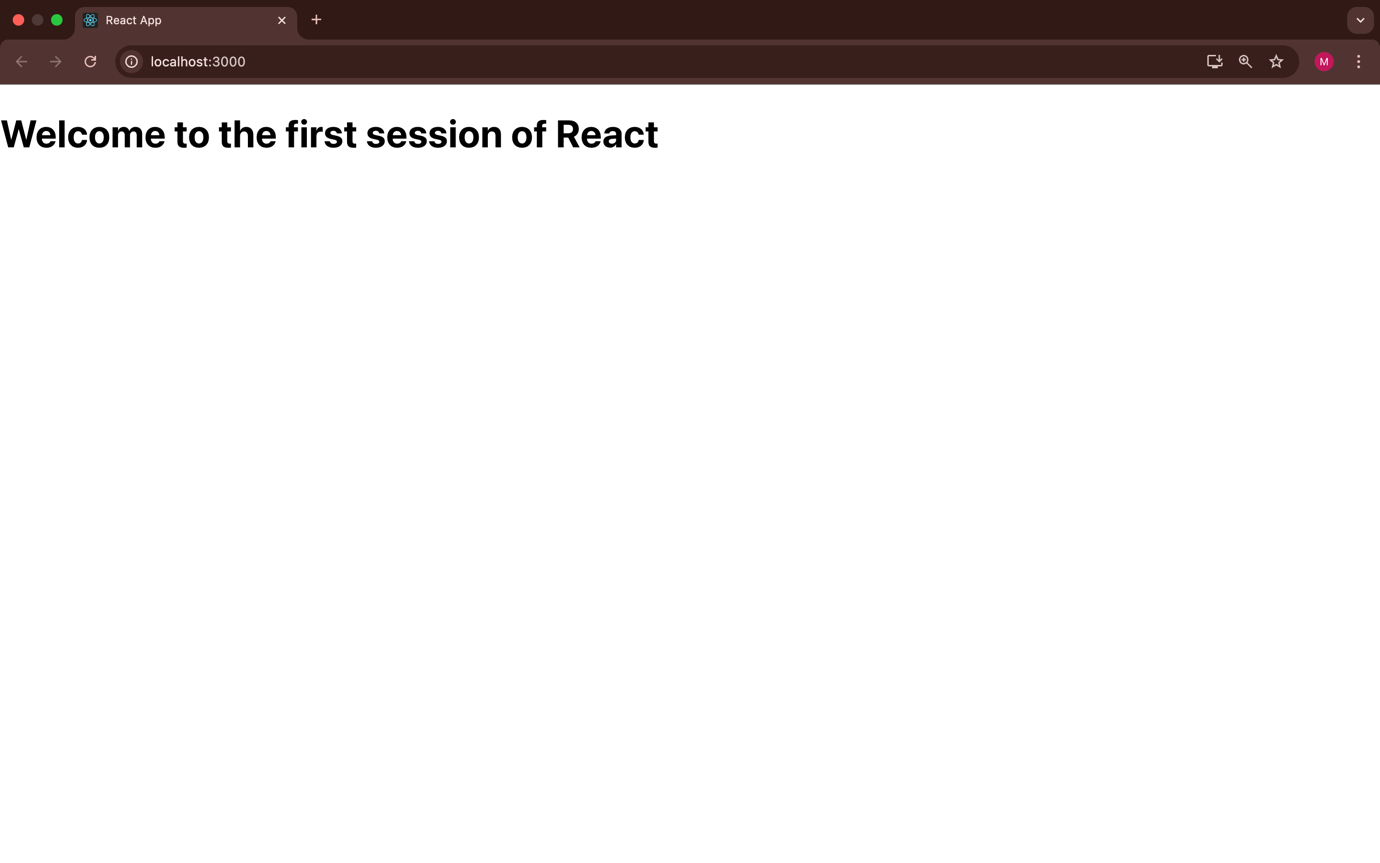 React App
localhost:3000
M
Welcome to the first session of React